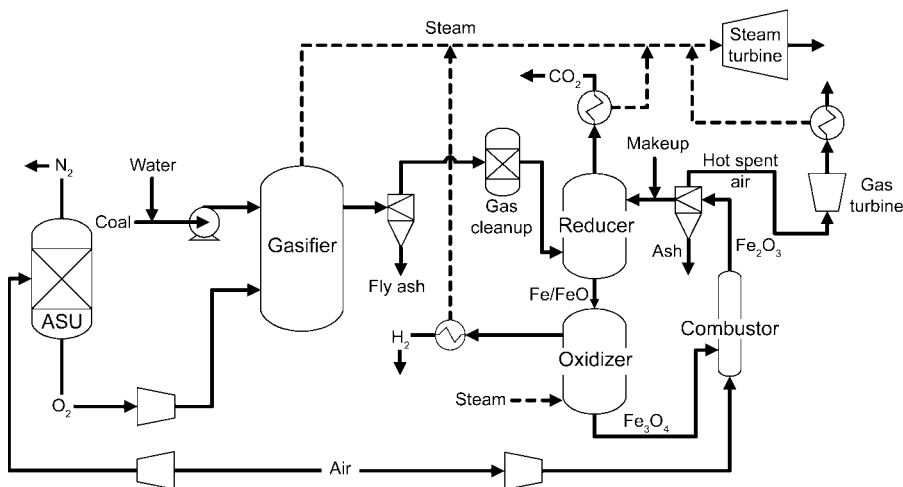 Steam
Steam
turbine
CO₂
N₂
Water
Makeup
Hot spent
air
Coal
Gas
cleanup
Gas
turbine
Gasifier
Reducer
Fe₂O₃
Ash
Fly ash
Fe/FeO
ASU
H₂
Combustor
Oxidizer
O₂
Steam
Fe₃O₄
Air